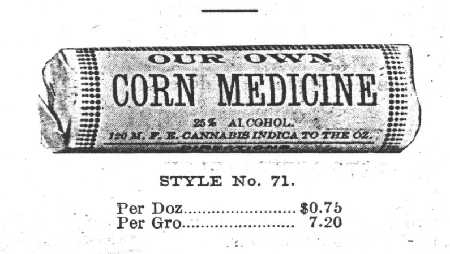 OUR OWN
CORN MEDICINE
25% ALCOHOL.
120 M. F. E. CANNABIS INDICA TO THE OZ.
DIRECTIONS
STYLE No. 71.
Per Doz.......................$0.75
Per Gro....................... 7.20